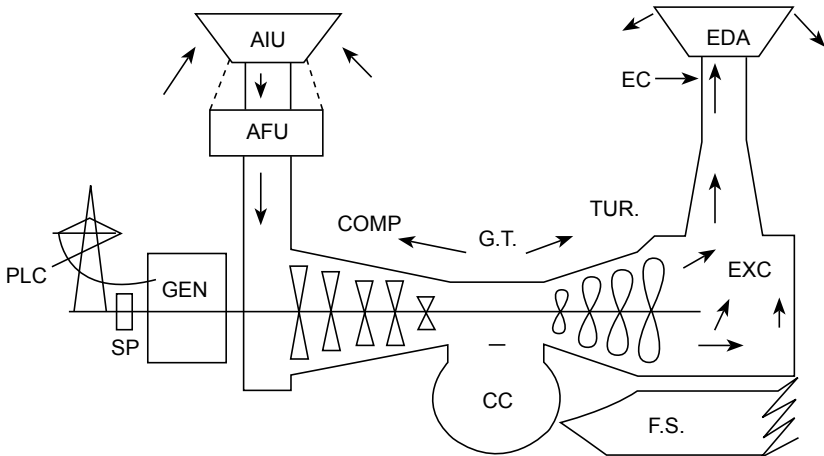 AIU
EDA
EC
AFU
COMP
G.T.
TUR.
PLC
GEN
EXC
SP
CC
F.S.